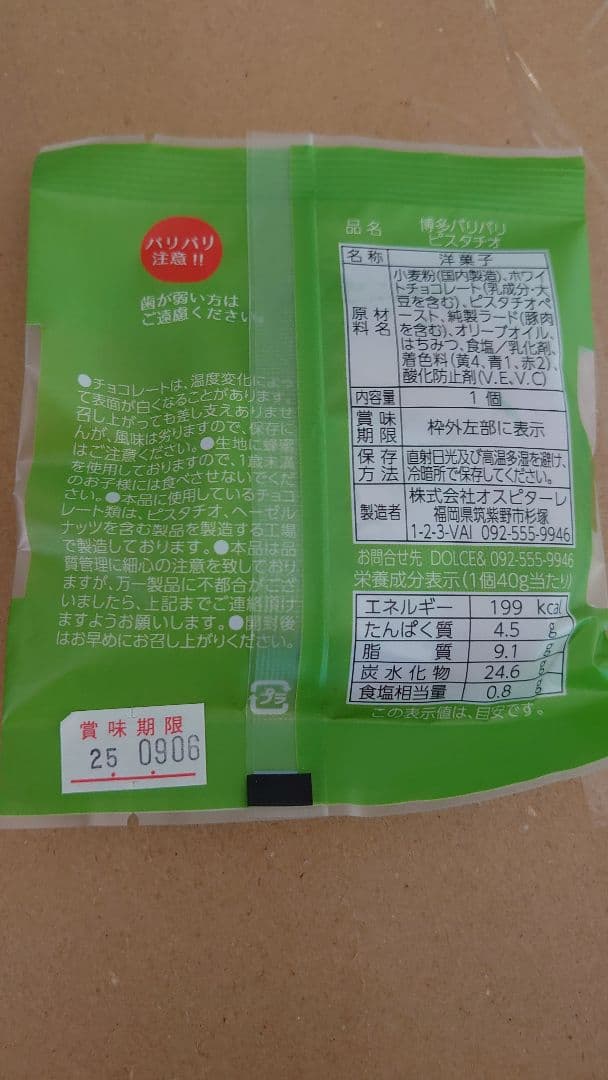 パリパリ
注意!!
歯が弱い方は
ご遠慮ください
●チョコレートは、温度変化によっ
て表面が白くなることがあります。
召し上がっても差し支えありませ
んが、風味は劣りますので、保存に
はご注意ください。●生地に蜂蜜
を使用しておりますので、1歳未満
のお子様には食べさせないでくだ
さい。●本品に使用しているチョコ
レート類は、ピスタチオ、ヘーゼル
ナッツを含む製品を製造する工場
で製造しております。●本品は品
質管理に細心の注意を致しており
ますが、万一製品に不都合がござ
いましたら、上記までご連絡頂け
ますようお願いします。●開封後
はお早めにお召し上がりください。
プラ
賞味期限
25.0906
品名 博多パリパリ
ピスタチオ
名称 洋菓子
原材料名 小麦粉(国内製造)、ホワイ
トチョコレート(乳成分・大
豆を含む)、ピスタチオペ
ースト、純製ラード(豚肉
を含む)、オリーブオイル、
はちみつ、食塩/乳化剤、
着色料(黄4、青1、赤2)、
酸化防止剤(V.E、V.C)
内容量 1個
賞味期限 枠外左部に表示
保存方法 直射日光及び高温多湿を避け、
冷暗所で保存してください。
製造者 株式会社オスピターレ
福岡県筑紫野市杉塚
1-2-3-VAI 092-555-9946
お問合せ先 DOLCE& 092-555-9946
栄養成分表示(1個40g当たり)
エネルギー 199 kcal
たんぱく質 4.5 g
脂質 9.1 g
炭水化物 24.6 g
食塩相当量 0.8 g
この表示値は、目安です。